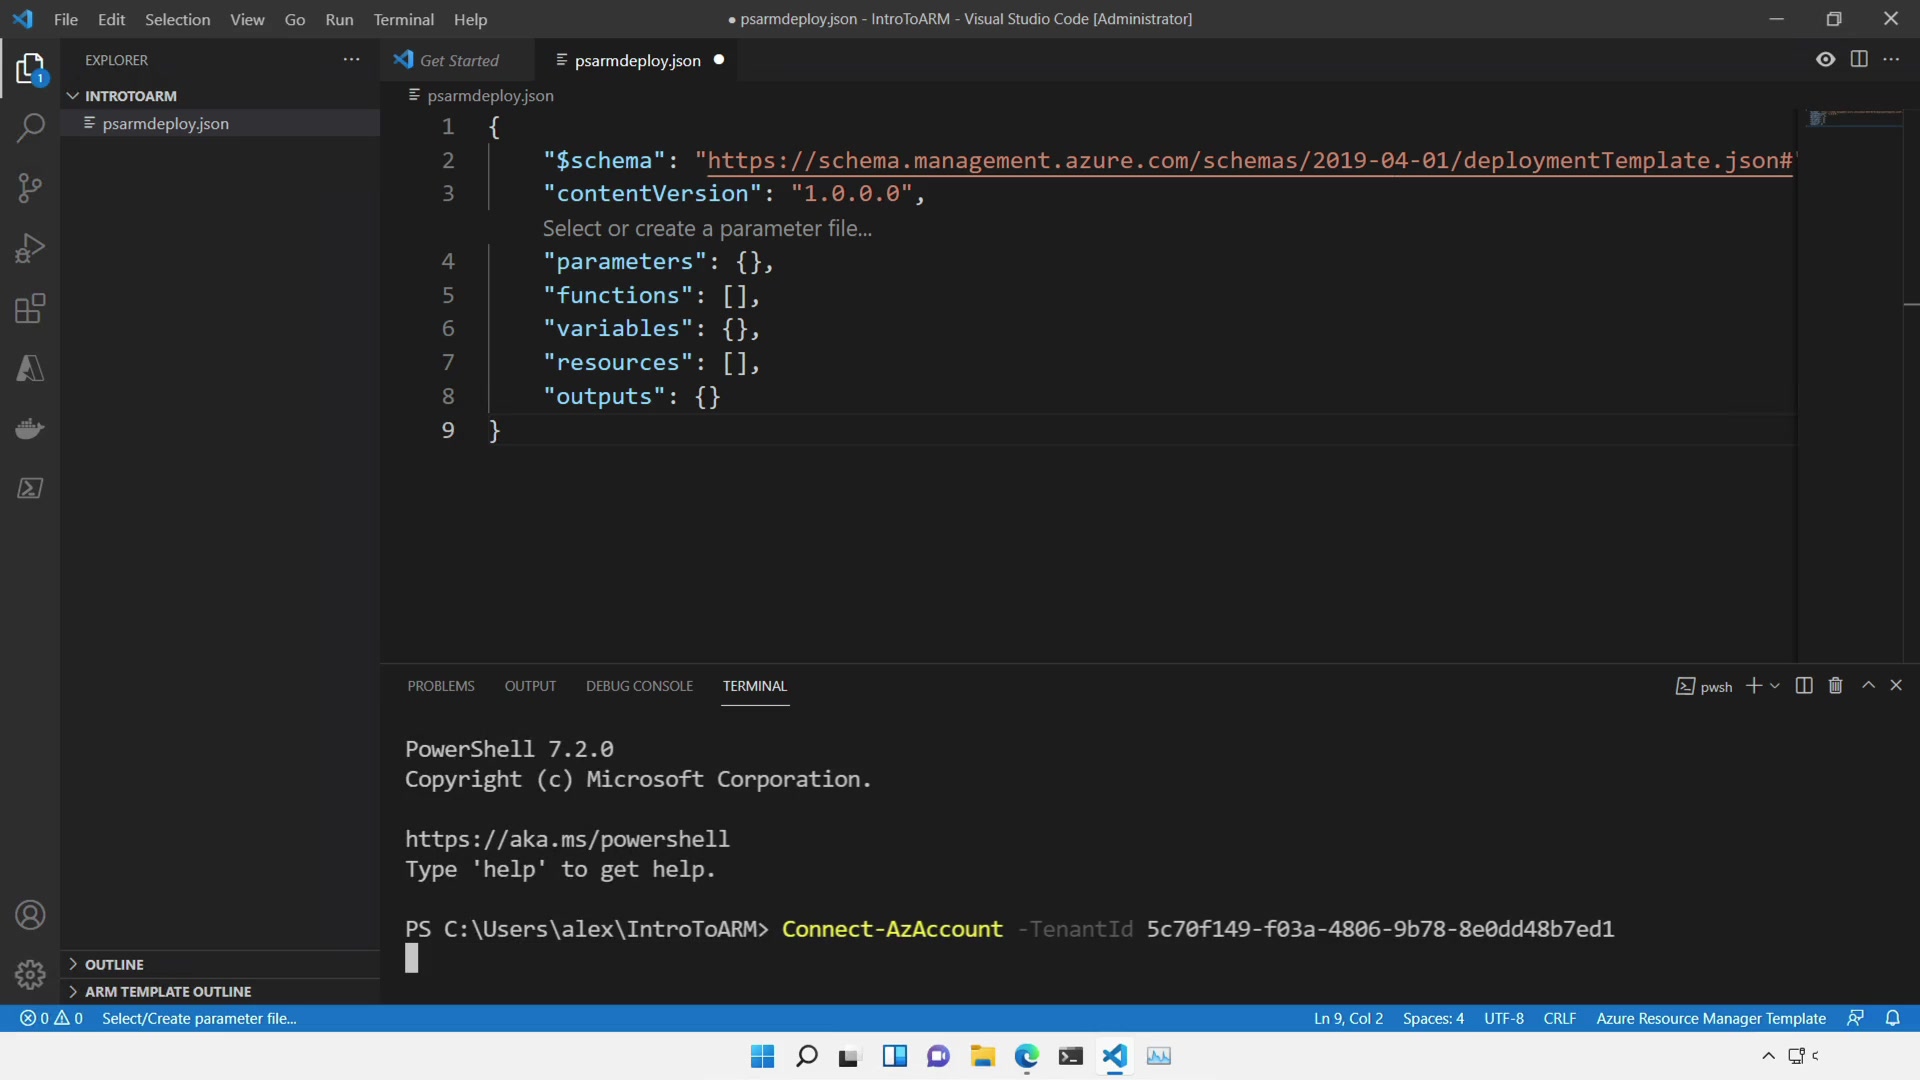 File Edit Selection View Go Run Terminal Help
● psarmdeploy.json - IntroToARM - Visual Studio Code [Administrator]
EXPLORER
Get Started
psarmdeploy.json
1
INTROTOARM
psarmdeploy.json
psarmdeploy.json
1 {
2 "$schema": "https://schema.management.azure.com/schemas/2019-04-01/deploymentTemplate.json#"
3 "contentVersion": "1.0.0.0",
Select or create a parameter file...
4 "parameters": {},
5 "functions": [],
6 "variables": {},
7 "resources": [],
8 "outputs": {}
9 }
PROBLEMS OUTPUT DEBUG CONSOLE TERMINAL
pwsh
PowerShell 7.2.0
Copyright (c) Microsoft Corporation.
https://aka.ms/powershell
Type 'help' to get help.
PS C:\Users\alex\IntroToARM> Connect-AzAccount -TenantId 5c70f149-f03a-4806-9b78-8e0dd48b7ed1
OUTLINE
ARM TEMPLATE OUTLINE
0 0 Select/Create parameter file...
Ln 9, Col 2 Spaces: 4 UTF-8 CRLF Azure Resource Manager Template